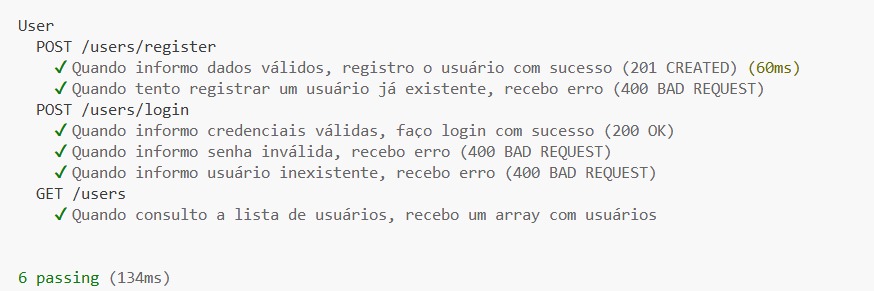 User
POST /users/register
✓ Quando informo dados válidos, registro o usuário com sucesso (201 CREATED) (60ms)
✓ Quando tento registrar um usuário já existente, recebo erro (400 BAD REQUEST)
POST /users/login
✓ Quando informo credenciais válidas, faço login com sucesso (200 OK)
✓ Quando informo senha inválida, recebo erro (400 BAD REQUEST)
✓ Quando informo usuário inexistente, recebo erro (400 BAD REQUEST)
GET /users
✓ Quando consulto a lista de usuários, recebo um array com usuários
6 passing (134ms)